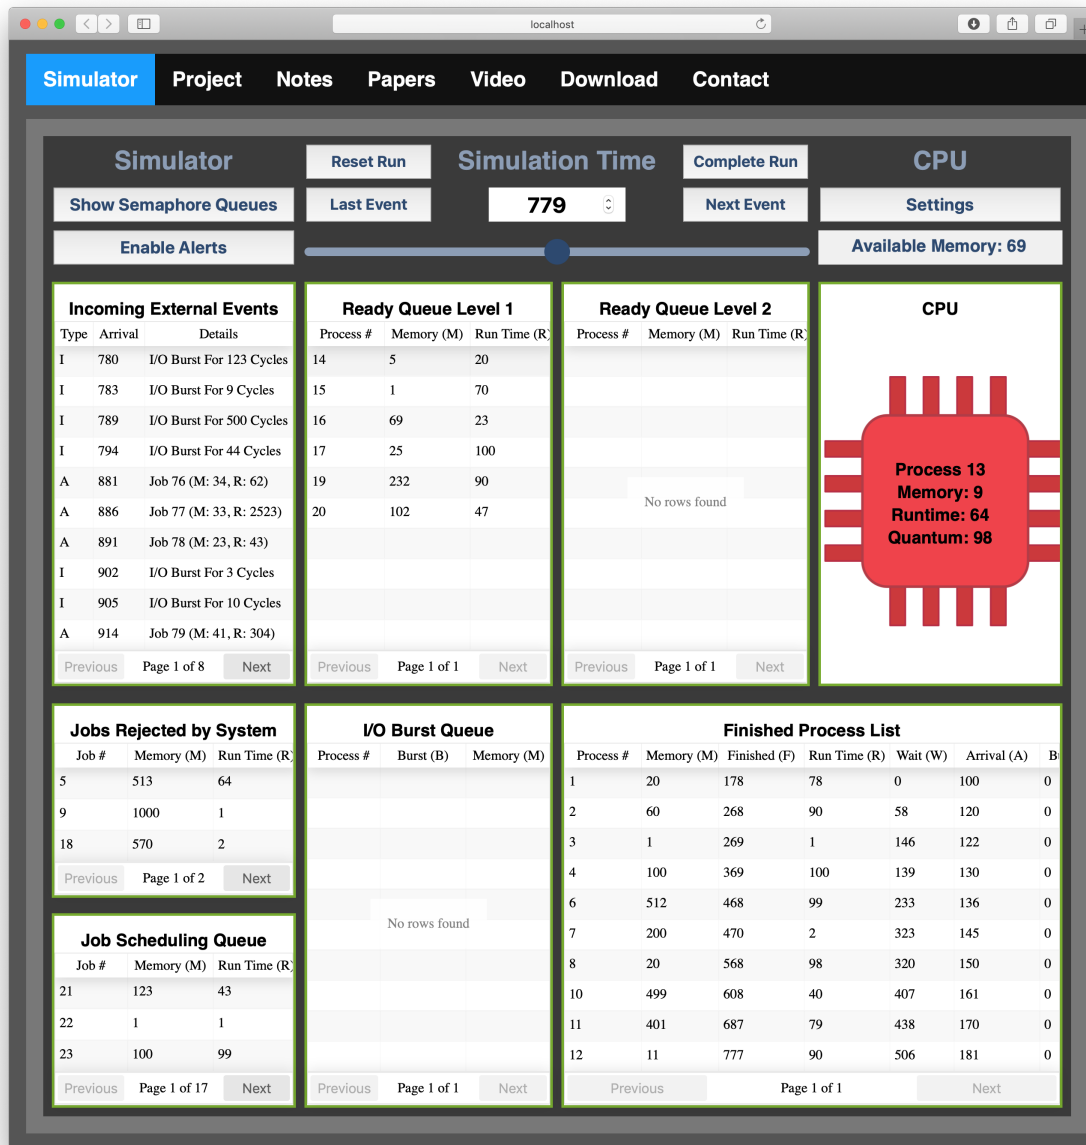 localhost
Simulator Project Notes Papers Video Download Contact
Simulator Reset Run Simulation Time Complete Run CPU
Show Semaphore Queues Last Event 779 Next Event Settings
Enable Alerts Available Memory: 69
Incoming External Events
Type Arrival Details
I 780 I/O Burst For 123 Cycles
I 783 I/O Burst For 9 Cycles
I 789 I/O Burst For 500 Cycles
I 794 I/O Burst For 44 Cycles
A 881 Job 76 (M: 34, R: 62)
A 886 Job 77 (M: 33, R: 2523)
A 891 Job 78 (M: 23, R: 43)
I 902 I/O Burst For 3 Cycles
I 905 I/O Burst For 10 Cycles
A 914 Job 79 (M: 41, R: 304)
Previous Page 1 of 8 Next
Ready Queue Level 1
Process # Memory (M) Run Time (R)
14 5 20
15 1 70
16 69 23
17 25 100
19 232 90
20 102 47
Previous Page 1 of 1 Next
Ready Queue Level 2
Process # Memory (M) Run Time (R)
No rows found
Previous Page 1 of 1 Next
CPU
Process 13
Memory: 9
Runtime: 64
Quantum: 98
Jobs Rejected by System
Job # Memory (M) Run Time (R)
5 513 64
9 1000 1
18 570 2
Previous Page 1 of 2 Next
Job Scheduling Queue
Job # Memory (M) Run Time (R)
21 123 43
22 1 1
23 100 99
Previous Page 1 of 17 Next
I/O Burst Queue
Process # Burst (B) Memory (M)
No rows found
Previous Page 1 of 1 Next
Finished Process List
Process # Memory (M) Finished (F) Run Time (R) Wait (W) Arrival (A)
1 20 178 78 0 100 0
2 60 268 90 58 120 0
3 1 269 1 146 122 0
4 100 369 100 139 130 0
6 512 468 99 233 136 0
7 200 470 2 323 145 0
8 20 568 98 320 150 0
10 499 608 40 407 161 0
11 401 687 79 438 170 0
12 11 777 90 506 181 0
Previous Page 1 of 1 Next